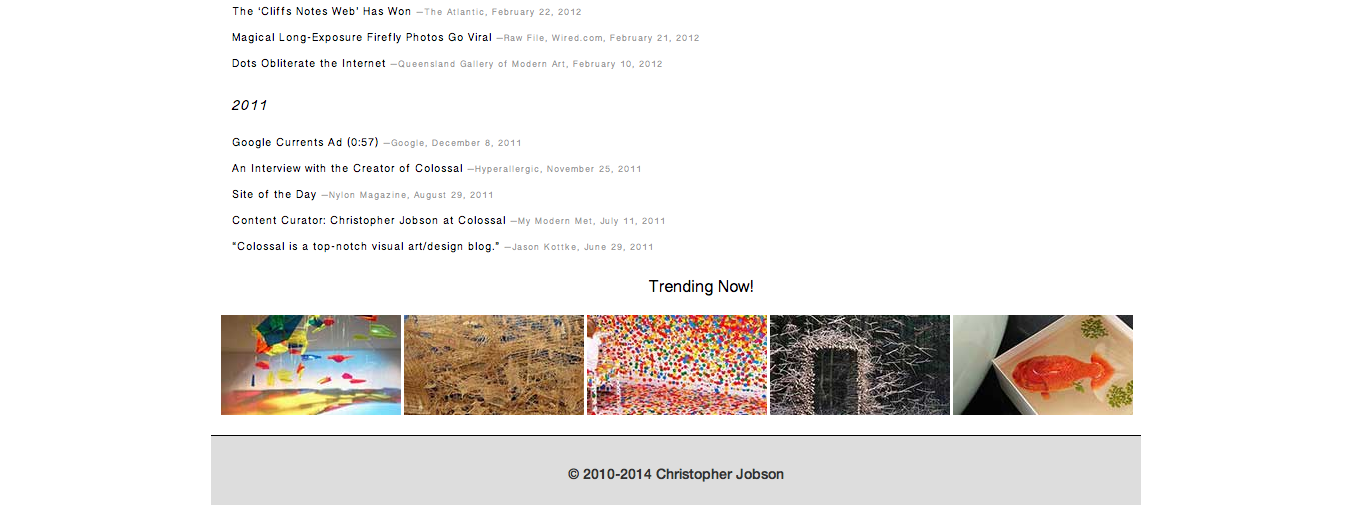 The ‘Cliffs Notes Web’ Has Won —The Atlantic, February 22, 2012
Magical Long-Exposure Firefly Photos Go Viral —Raw File, Wired.com, February 21, 2012
Dots Obliterate the Internet —Queensland Gallery of Modern Art, February 10, 2012
2011
Google Currents Ad (0:57) —Google, December 8, 2011
An Interview with the Creator of Colossal —Hyperallergic, November 25, 2011
Site of the Day —Nylon Magazine, August 29, 2011
Content Curator: Christopher Jobson at Colossal —My Modern Met, July 11, 2011
“Colossal is a top-notch visual art/design blog.” —Jason Kottke, June 29, 2011
Trending Now!
© 2010-2014 Christopher Jobson